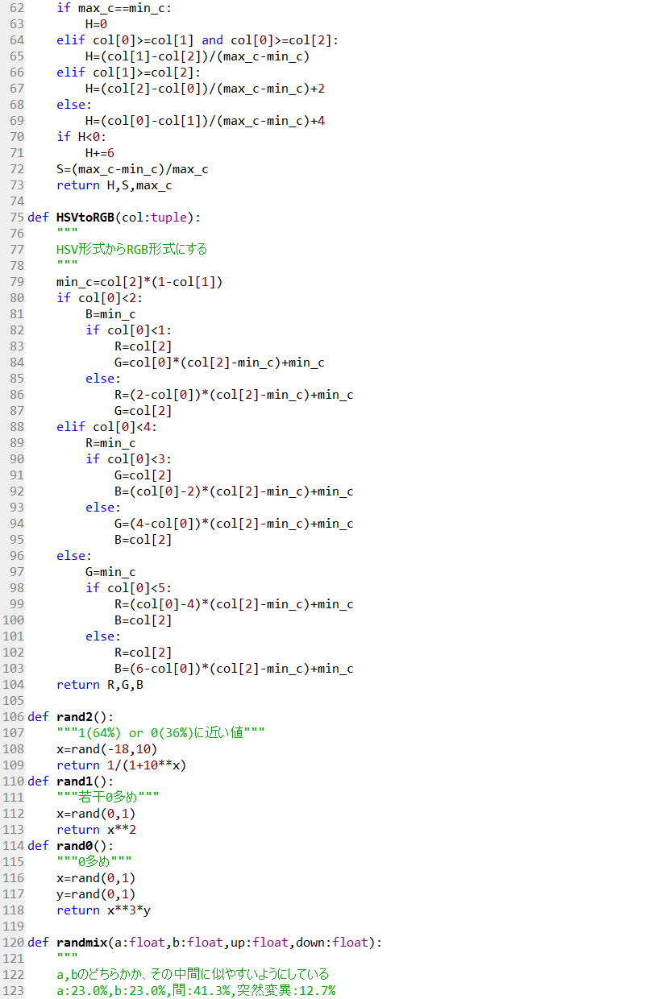 62     if max_c==min_c:
63         H=0
64     elif col[0]>=col[1] and col[0]>=col[2]:
65         H=(col[1]-col[2])/(max_c-min_c)
66     elif col[1]>=col[2]:
67         H=(col[2]-col[0])/(max_c-min_c)+2
68     else:
69         H=(col[0]-col[1])/(max_c-min_c)+4
70     if H<0:
71         H+=6
72     S=(max_c-min_c)/max_c
73     return H,S,max_c
74
75 def HSVtoRGB(col:tuple):
76     """
77     HSV形式からRGB形式にする
78     """
79     min_c=col[2]*(1-col[1])
80     if col[0]<2:
81         B=min_c
82         if col[0]<1:
83             R=col[2]
84             G=col[0]*(col[2]-min_c)+min_c
85         else:
86             R=(2-col[0])*(col[2]-min_c)+min_c
87             G=col[2]
88     elif col[0]<4:
89         R=min_c
90         if col[0]<3:
91             G=col[2]
92             B=(col[0]-2)*(col[2]-min_c)+min_c
93         else:
94             G=(4-col[0])*(col[2]-min_c)+min_c
95             B=col[2]
96     else:
97         G=min_c
98         if col[0]<5:
99             R=(col[0]-4)*(col[2]-min_c)+min_c
100             B=col[2]
101         else:
102             R=col[2]
103             B=(6-col[0])*(col[2]-min_c)+min_c
104     return R,G,B
105
106 def rand2():
107     """1(64%) or 0(36%)に近い値"""
108     x=rand(-18,10)
109     return 1/(1+10**x)
110 def rand1():
111     """若干0多め"""
112     x=rand(0,1)
113     return x**2
114 def rand0():
115     """0多め"""
116     x=rand(0,1)
117     y=rand(0,1)
118     return x**3*y
119
120 def randmix(a:float,b:float,up:float,down:float):
121     """
122     a,bのどちらかか、その中間に似やすいようにしている
123     a:23.0%,b:23.0%,間:41.3%,突然変異:12.7%